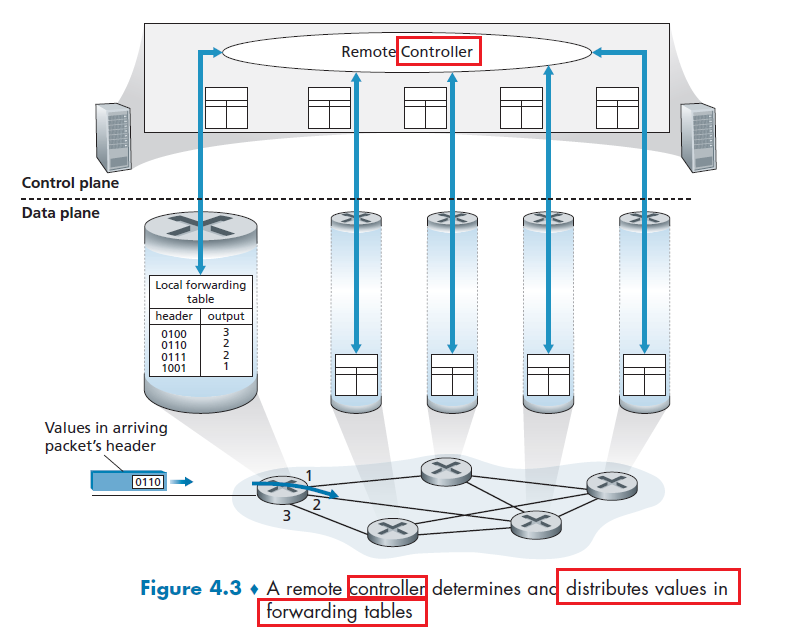 Remote Controller
Control plane
Data plane
Local forwarding
table
header output
0100 3
0110 2
0111 2
1001 1
Values in arriving
packet's header
0110
1
2
3
Figure 4.3 ♦ A remote controller determines and distributes values in
forwarding tables